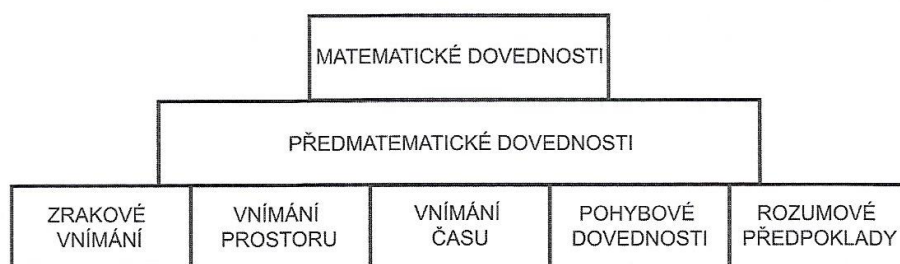 MATEMATICKÉ DOVEDNOSTI
PŘEDMATEMATICKÉ DOVEDNOSTI
ZRAKOVÉ
VNÍMÁNÍ
VNÍMÁNÍ
PROSTORU
VNÍMÁNÍ
ČASU
POHYBOVÉ
DOVEDNOSTI
ROZUMOVÉ
PŘEDPOKLADY